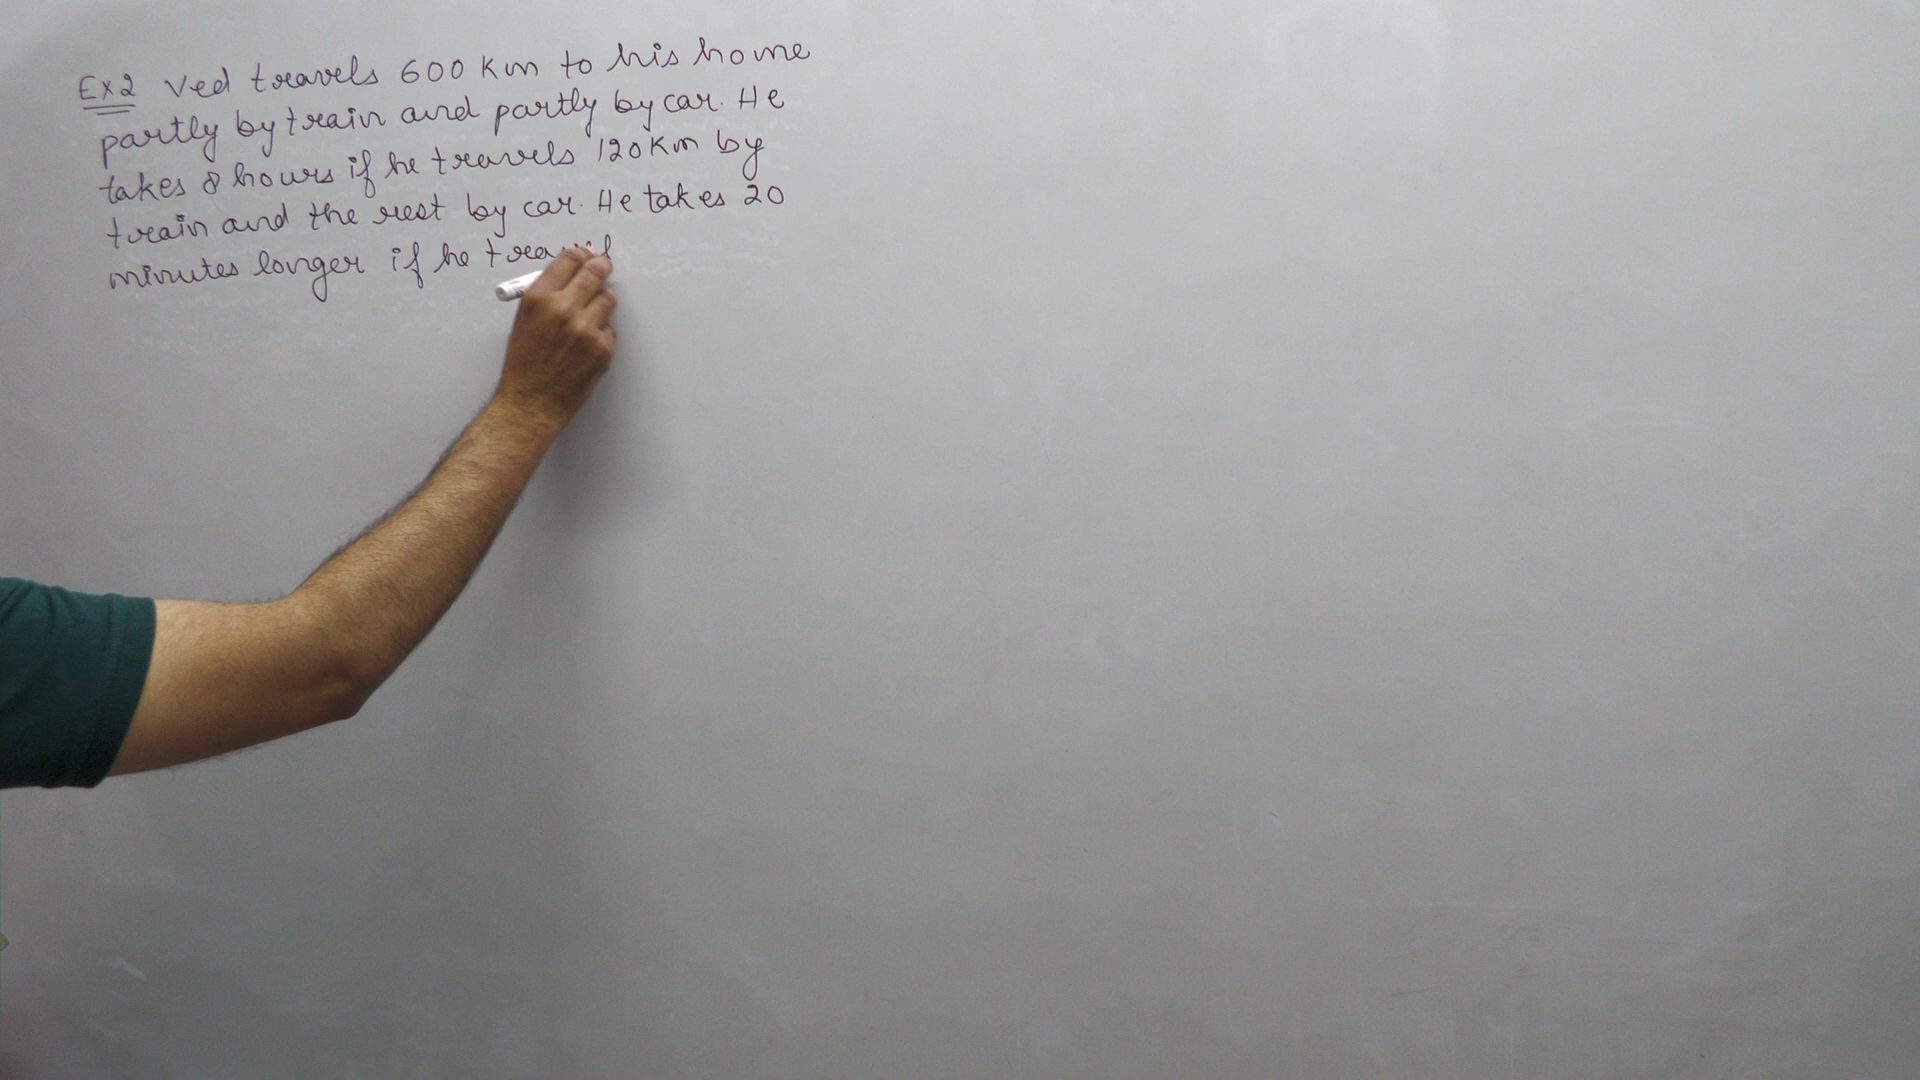 Ex2 Ved travels 600 Km to his home
partly by train and partly by car. He
takes 8 hours if he travels 120 Km by
train and the rest by car. He takes 20
minutes longer if he